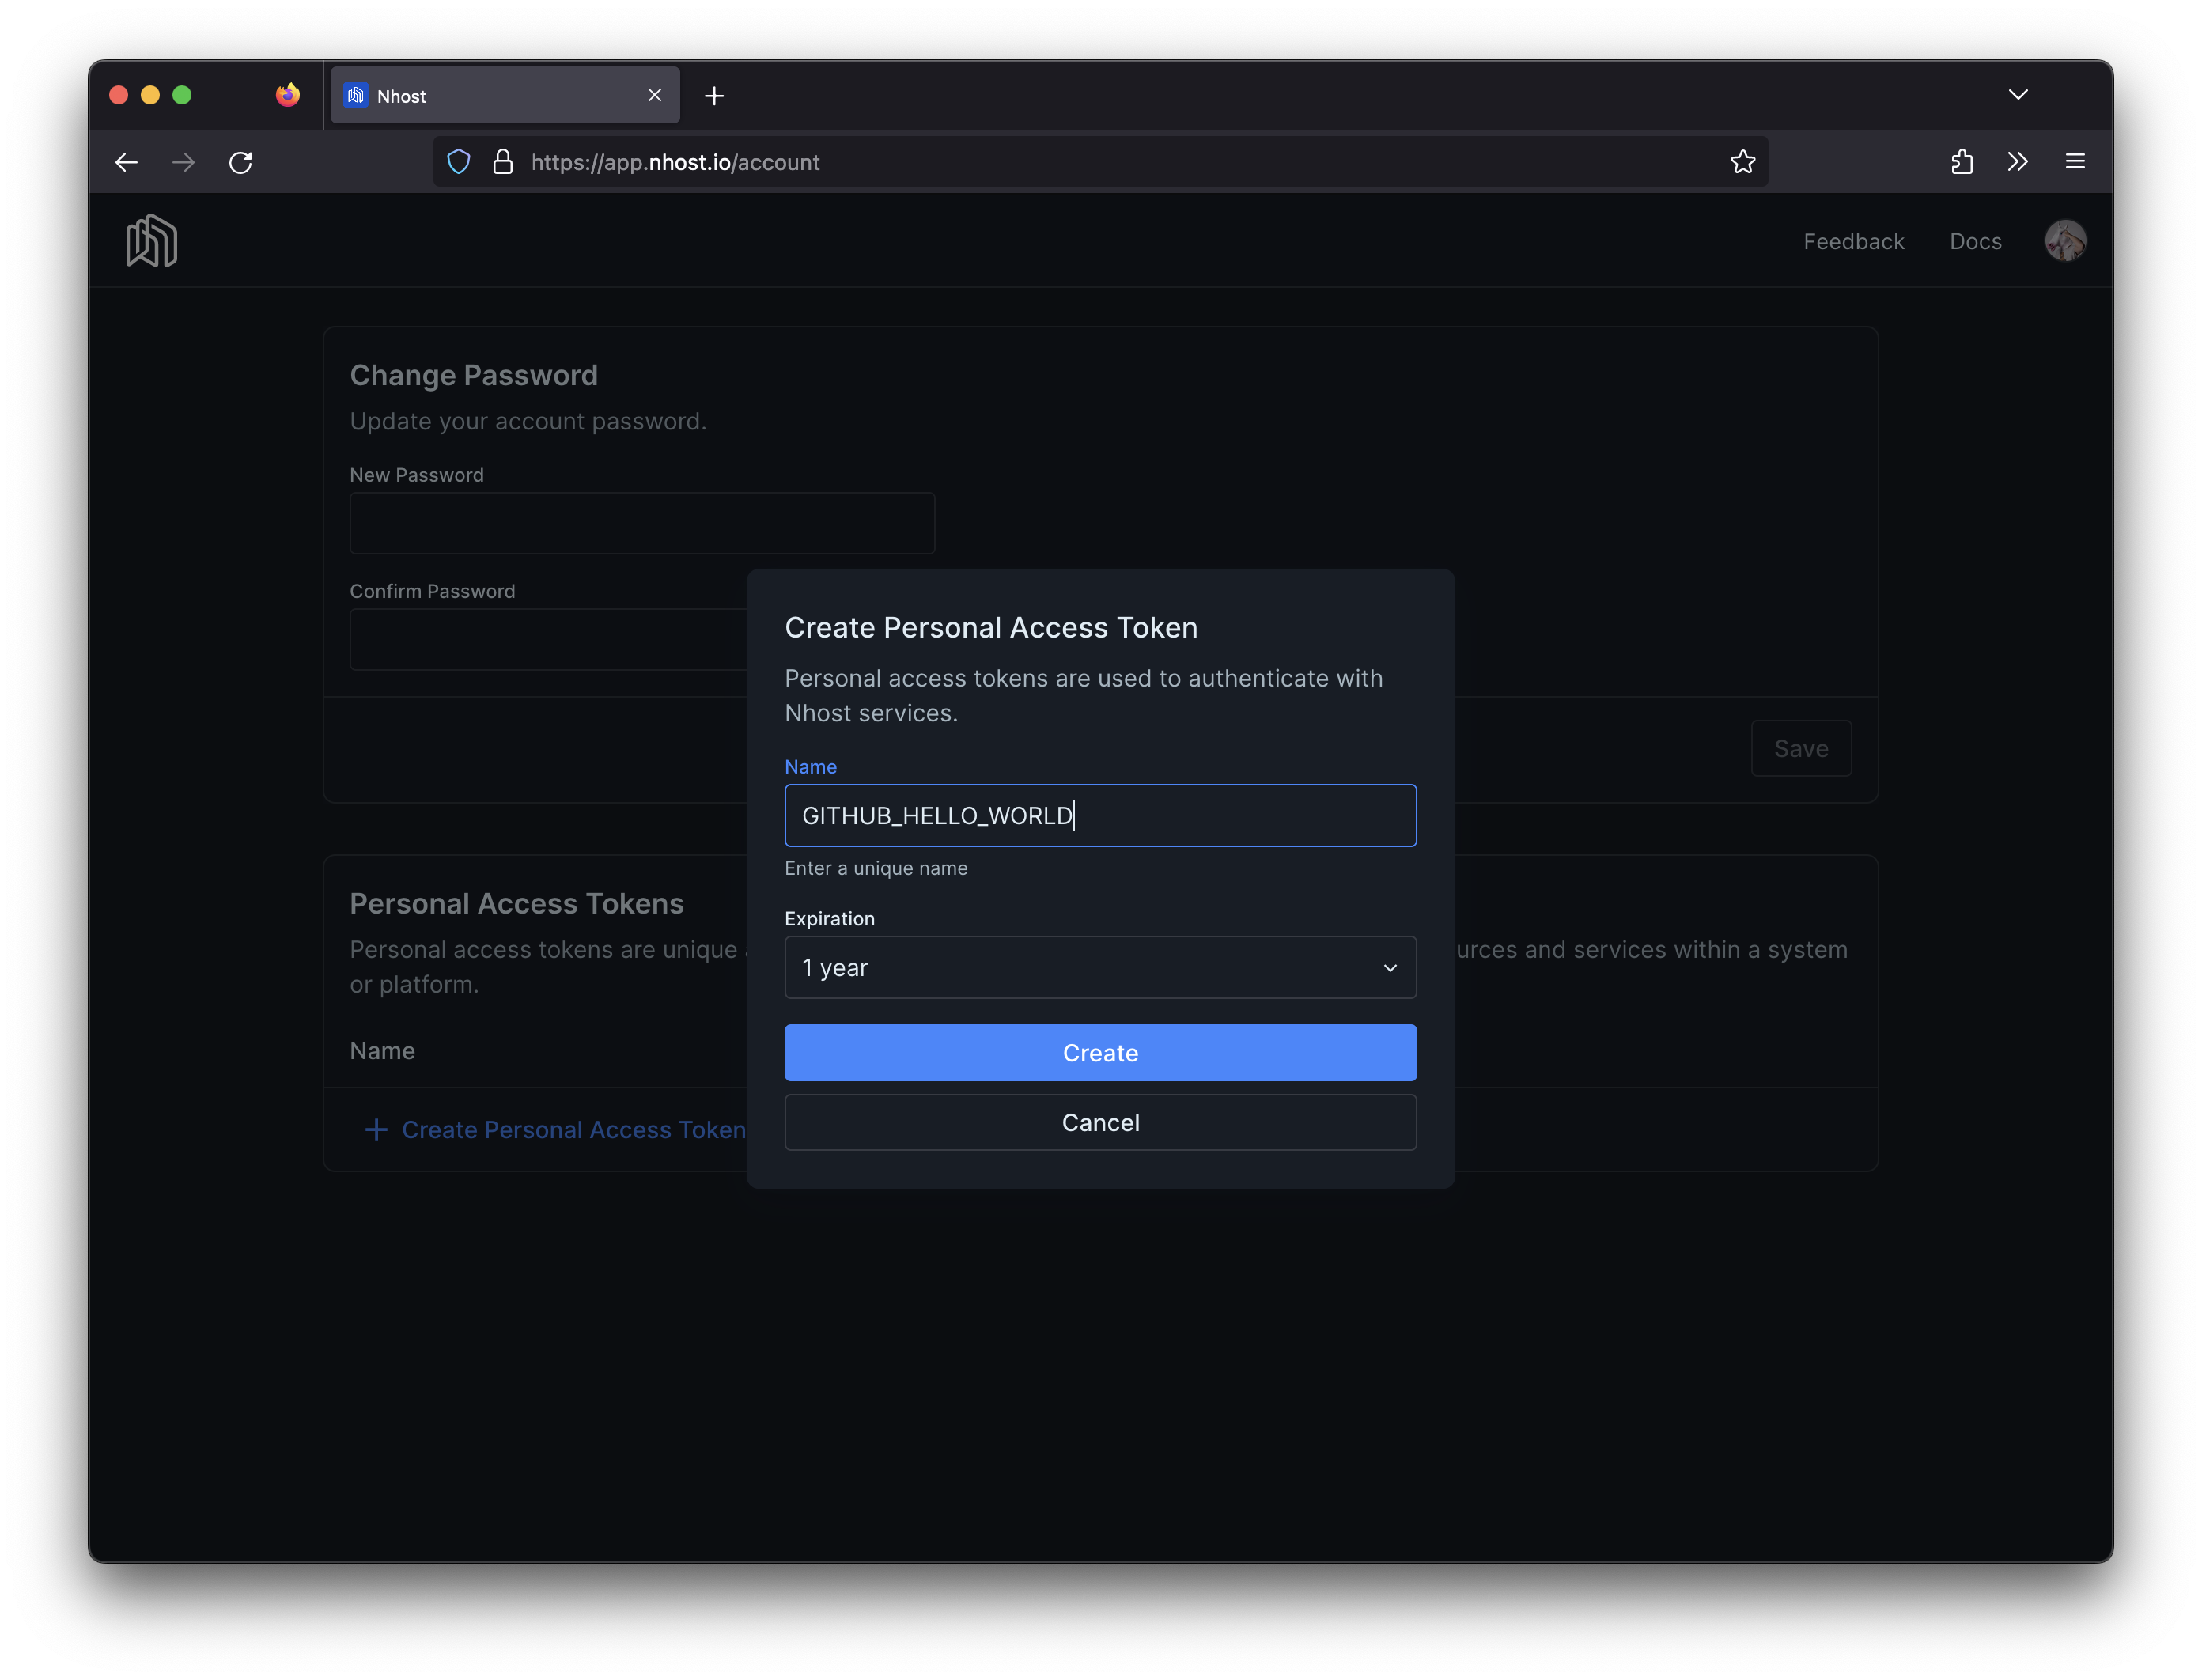 Nhost
https://app.nhost.io/account
Feedback
Docs
Change Password
Update your account password.
New Password
Confirm Password
Save
Create Personal Access Token
Personal access tokens are used to authenticate with
Nhost services.
Name
GITHUB_HELLO_WORLD
Enter a unique name
Expiration
1 year
Create
Cancel
Personal Access Tokens
Personal access tokens are unique
urces and services within a system
or platform.
Name
Create Personal Access Token